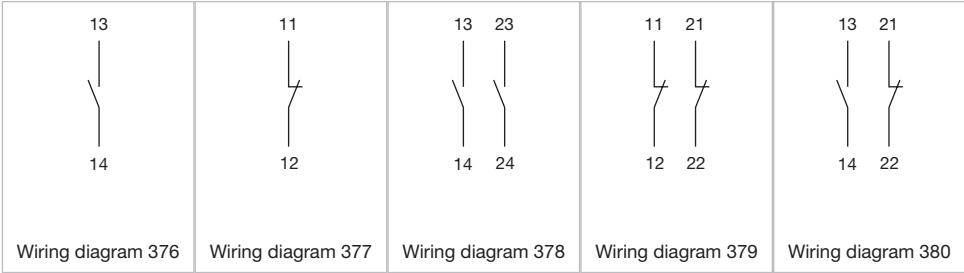 13
14
Wiring diagram 376
11
12
Wiring diagram 377
13 23
14 24
Wiring diagram 378
11 21
12 22
Wiring diagram 379
13 21
14 22
Wiring diagram 380